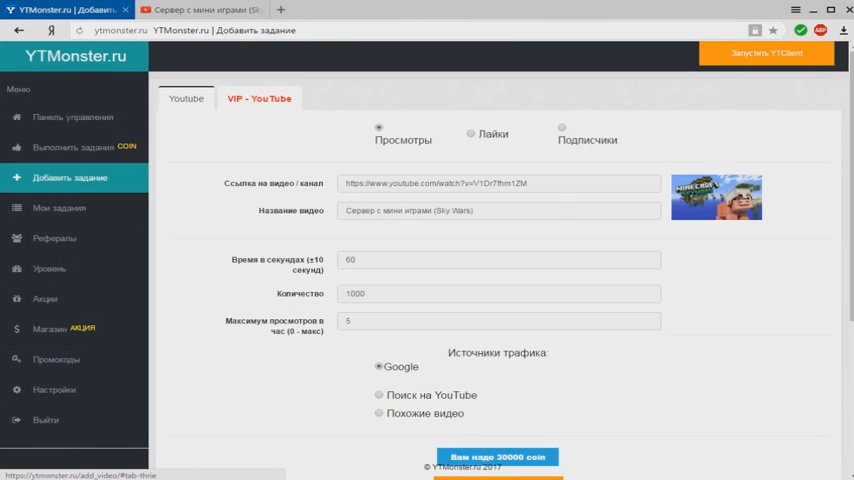 YTMonster.ru | Добавить
Сервер с мини играми (Sky
ytmonster.ru YTMonster.ru | Добавить задание
ABP
YTMonster.ru
Запустить YTClient
Меню
Панель управления
Выполнить задания COIN
Добавить задание
Мои задания
Рефералы
Уровень
Акции
Магазин АКЦИЯ
Промокоды
Настройки
Выйти
Youtube
VIP - YouTube
Просмотры
Лайки
Подписчики
Ссылка на видео / канал
https://www.youtube.com/watch?v=V1Dr7fhm1ZM
Название видео
Сервер с мини играми (Sky Wars)
MINECRAFT
Время в секундах (±10
секунд)
60
Количество
1000
Максимум просмотров в
час (0 - макс)
5
Источники трафика:
Google
Поиск на YouTube
Похожие видео
Вам надо 30000 coin
© YTMonster.ru 2017
https://ytmonster.ru/add_video/#tab-thrie